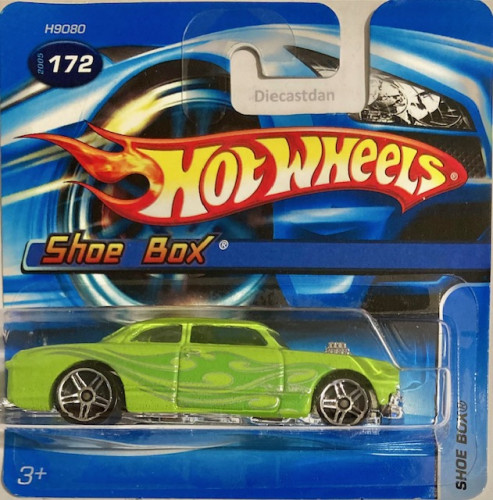 H9080
2005
172
Diecastdan
HOT WHEELS®
Shoe Box®
SHOE BOX®
3+